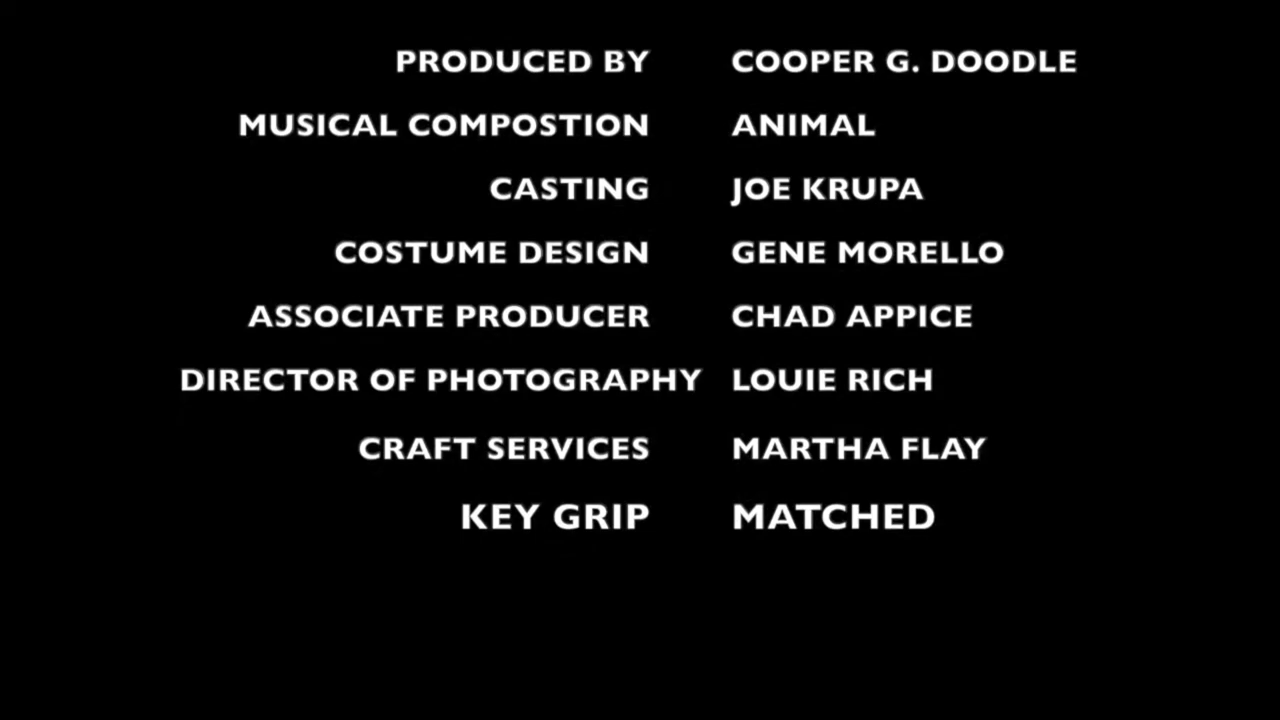 PRODUCED BY COOPER G. DOODLE
MUSICAL COMPOSTION ANIMAL
CASTING JOE KRUPA
COSTUME DESIGN GENE MORELLO
ASSOCIATE PRODUCER CHAD APPICE
DIRECTOR OF PHOTOGRAPHY LOUIE RICH
CRAFT SERVICES MARTHA FLAY
KEY GRIP MATCHED